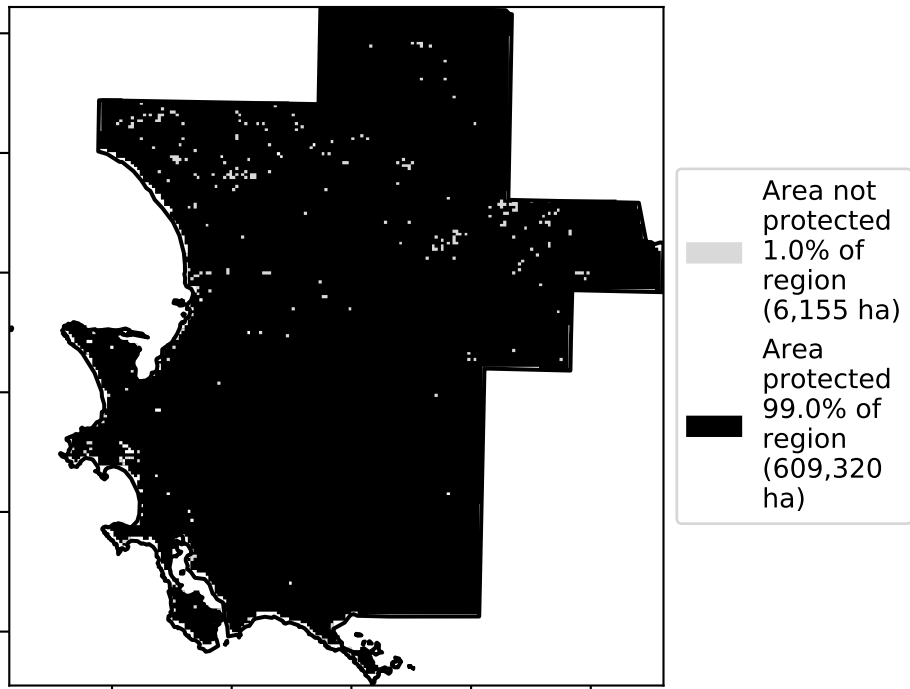 Area not
protected
1.0% of
region
(6,155 ha)
Area
protected
99.0% of
region
(609,320
ha)